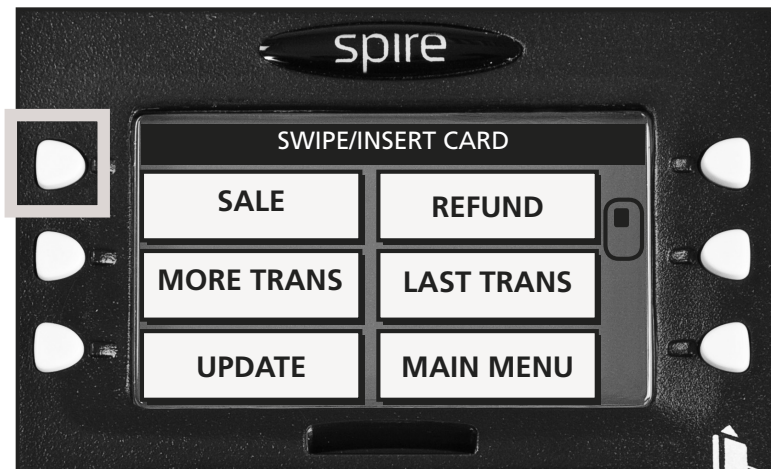 spire
SWIPE/INSERT CARD
SALE
REFUND
MORE TRANS
LAST TRANS
UPDATE
MAIN MENU